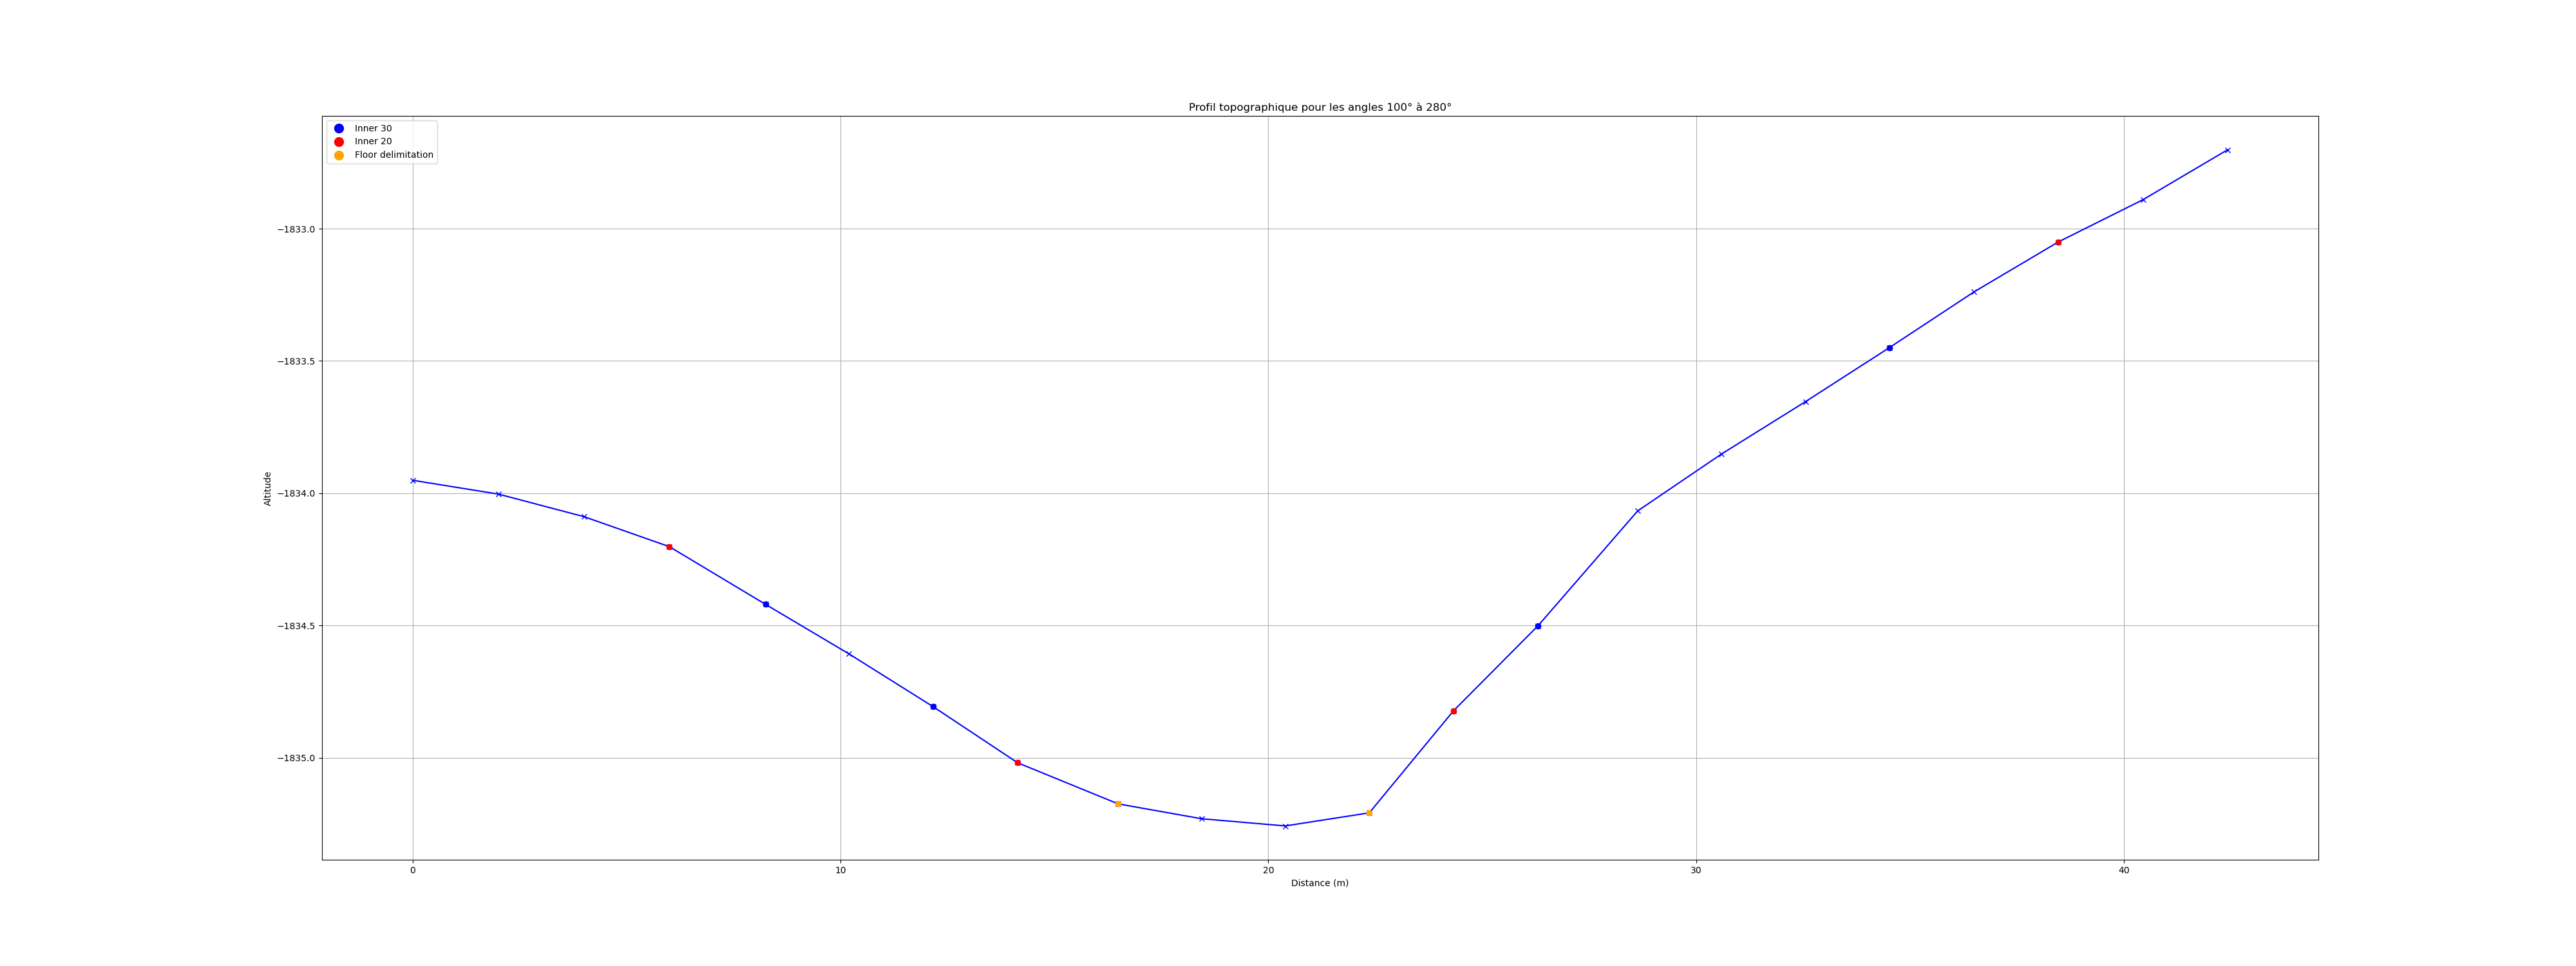 Profil topographique pour les angles 100° à 280°
Inner 30
Inner 20
Floor delimitation
−1833.0
−1833.5
−1834.0
−1834.5
−1835.0
Altitude
0 10 20 30 40
Distance (m)